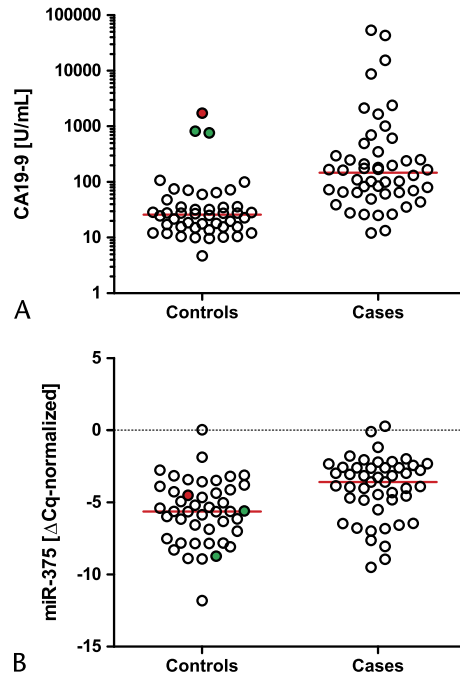 100000
10000
1000
100
10
1
CA19-9 [U/mL]
A
Controls Cases
5
0
-5
-10
-15
miR-375 [ΔCq-normalized]
B
Controls Cases